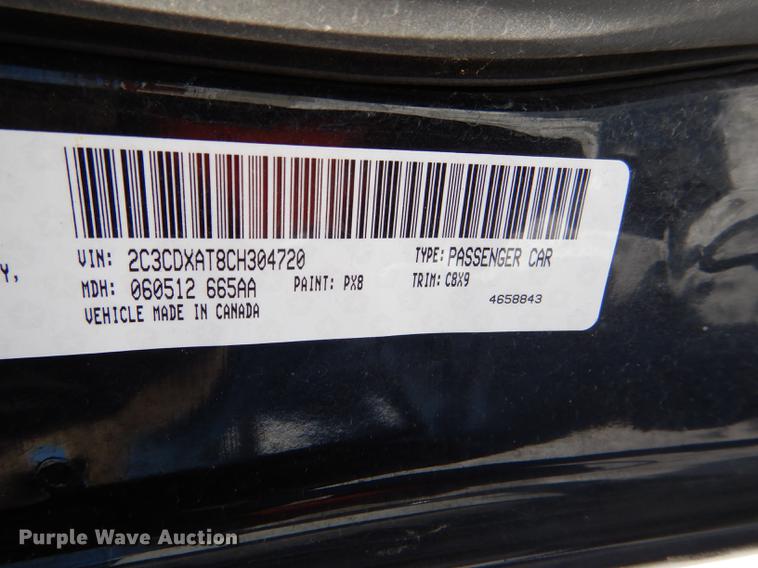 VIN: 2C3CDXAT8CH304720 TYPE: PASSENGER CAR
Y,
MDH: 060512 665AA PAINT: PX8 TRIM: C8X9
VEHICLE MADE IN CANADA 4658843
Purple Wave Auction